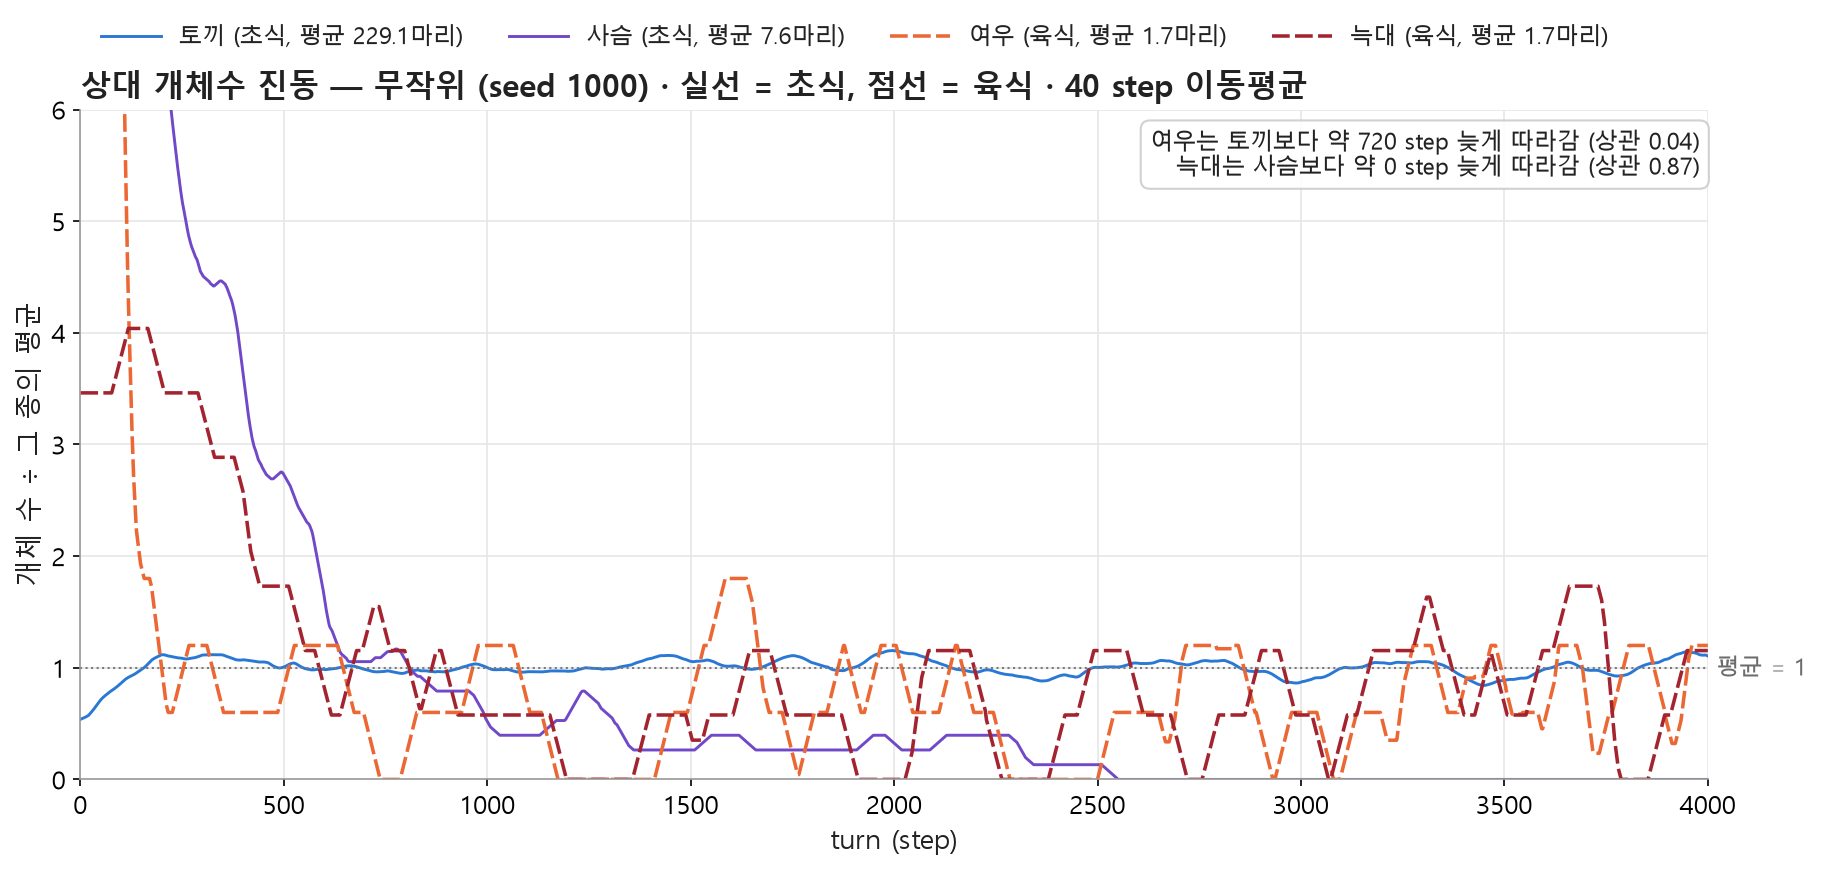 토끼 (초식, 평균 229.1마리) 사슴 (초식, 평균 7.6마리) 여우 (육식, 평균 1.7마리) 늑대 (육식, 평균 1.7마리)
상대 개체수 진동 — 무작위 (seed 1000) · 실선 = 초식, 점선 = 육식 · 40 step 이동평균
여우는 토끼보다 약 720 step 늦게 따라감 (상관 0.04)
늑대는 사슴보다 약 0 step 늦게 따라감 (상관 0.87)
개체 수 ÷ 그 종의 평균
6
5
4
3
2
1
0
평균 = 1
0 500 1000 1500 2000 2500 3000 3500 4000
turn (step)